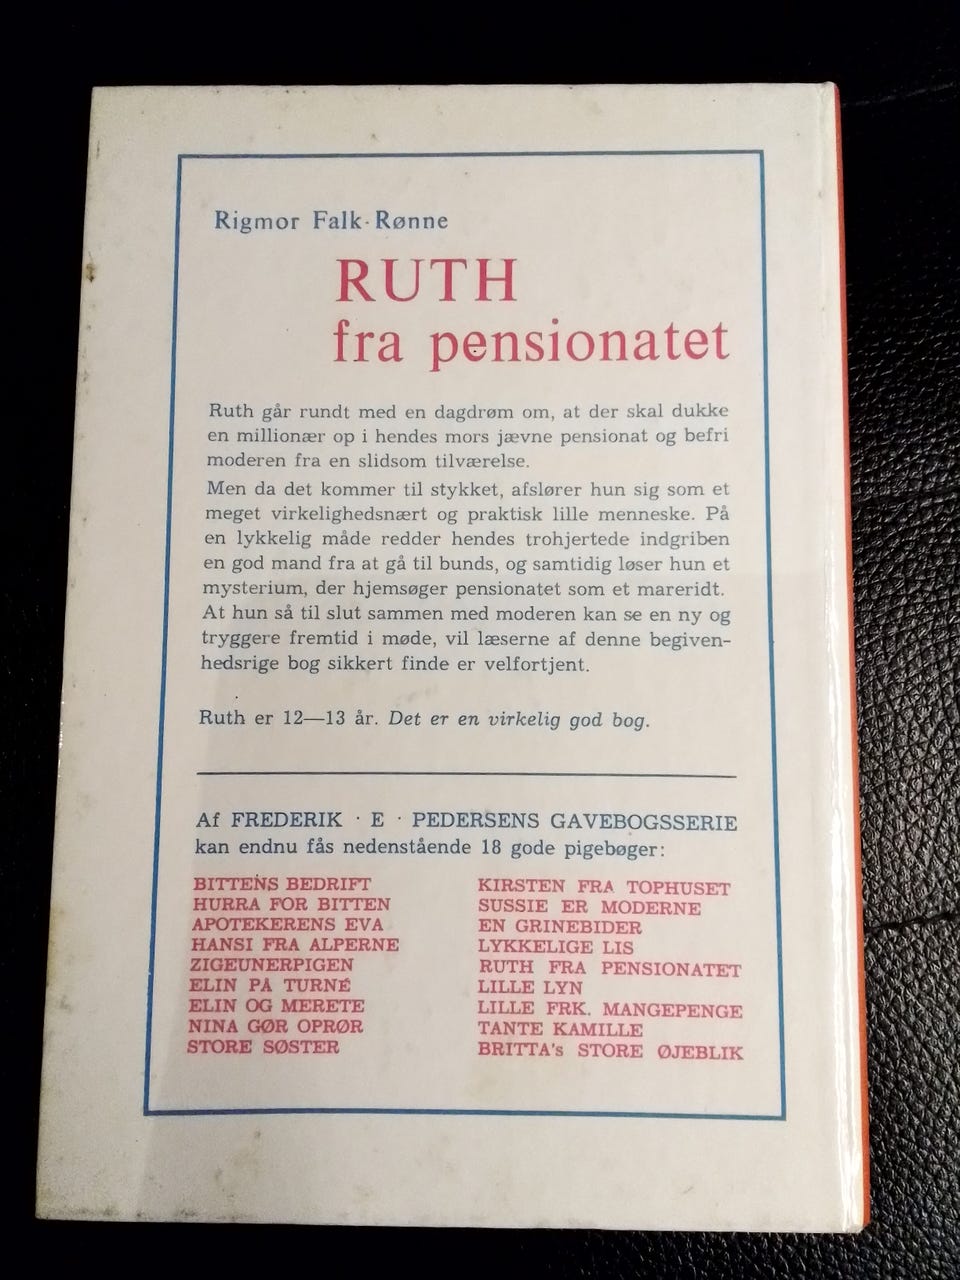 Rigmor Falk-Rønne
RUTH
fra pensionatet
Ruth går rundt med en dagdrøm om, at der skal dukke
en millionær op i hendes mors jævne pensionat og befri
moderen fra en slidsom tilværelse.
Men da det kommer til stykket, afslører hun sig som et
meget virkelighedsnært og praktisk lille menneske. På
en lykkelig måde redder hendes trohjertede indgriben
en god mand fra at gå til bunds, og samtidig løser hun et
mysterium, der hjemsøger pensionatet som et mareridt.
At hun så til slut sammen med moderen kan se en ny og
tryggere fremtid i møde, vil læserne af denne begiven-
hedsrige bog sikkert finde er velfortjent.
Ruth er 12—13 år. Det er en virkelig god bog.
Af FREDERIK · E · PEDERSENS GAVEBOGSSERIE
kan endnu fås nedenstående 18 gode pigebøger:
BITTENS BEDRIFT
HURRA FOR BITTEN
APOTEKERENS EVA
HANSI FRA ALPERNE
ZIGEUNERPIGEN
ELIN PÅ TURNÉ
ELIN OG MERETE
NINA GØR OPRØR
STORE SØSTER
KIRSTEN FRA TOPHUSET
SUSSIE ER MODERNE
EN GRINEBIDER
LYKKELIGE LIS
RUTH FRA PENSIONATET
LILLE LYN
LILLE FRK. MANGEPENGE
TANTE KAMILLE
BRITTA's STORE ØJEBLIK